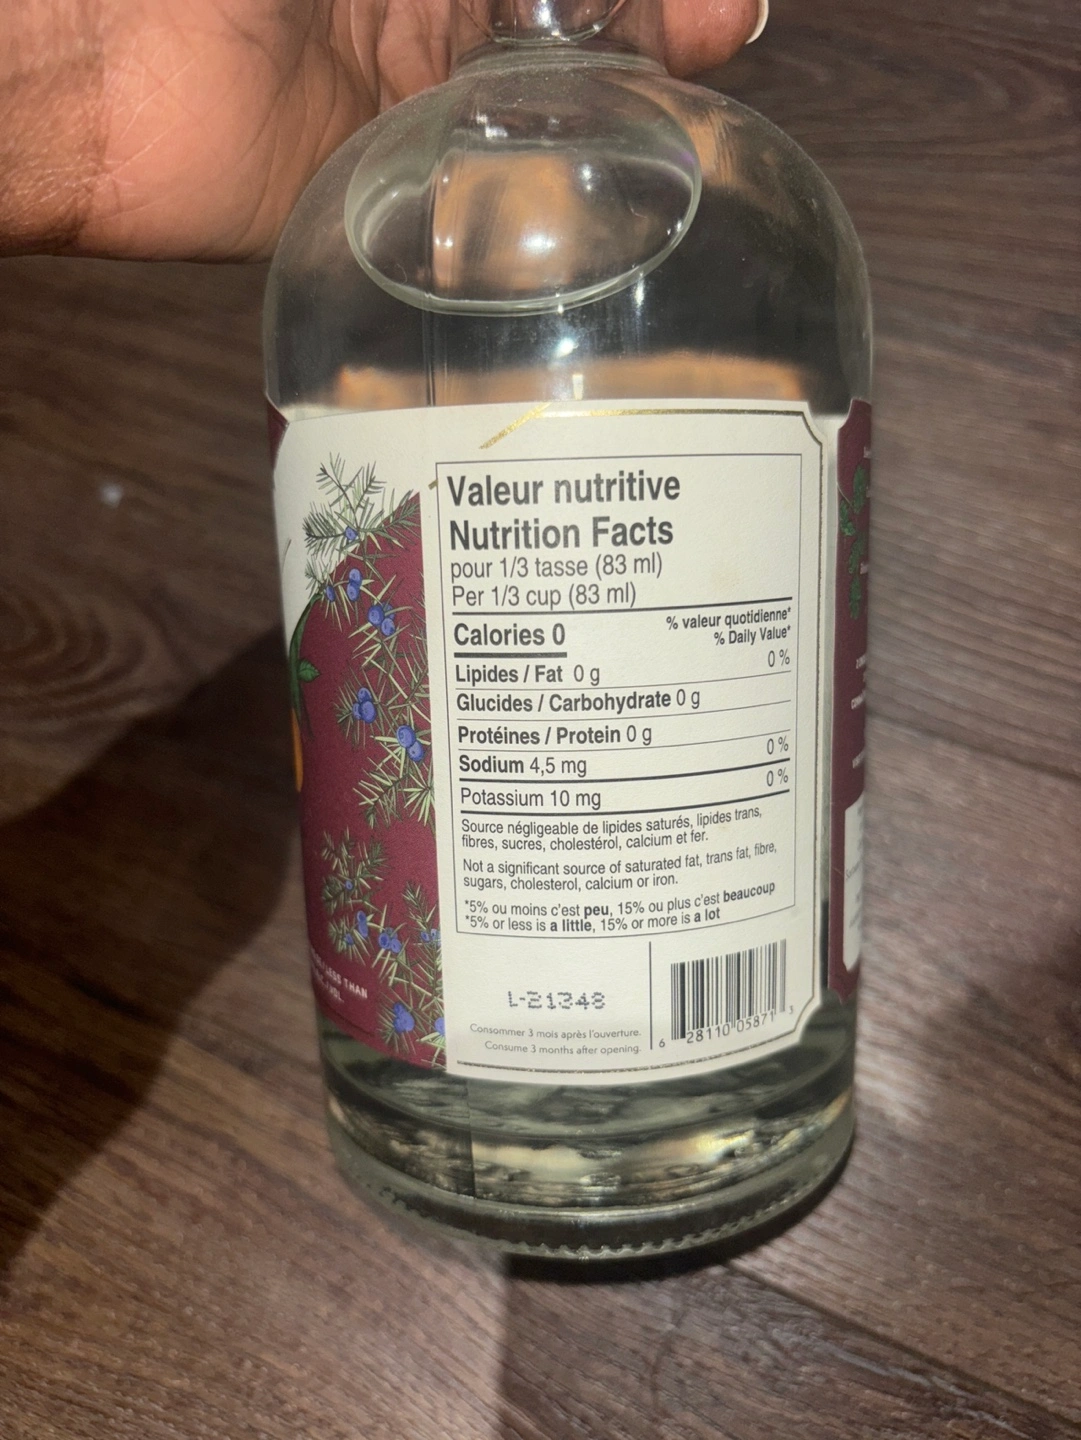 Valeur nutritive
Nutrition Facts
pour 1/3 tasse (83 ml)
Per 1/3 cup (83 ml)
% valeur quotidienne*
% Daily Value*
Calories 0
Lipides / Fat 0 g 0 %
Glucides / Carbohydrate 0 g
Protéines / Protein 0 g
Sodium 4,5 mg 0 %
Potassium 10 mg 0 %
Source négligeable de lipides saturés, lipides trans,
fibres, sucres, cholestérol, calcium et fer.
Not a significant source of saturated fat, trans fat, fibre,
sugars, cholesterol, calcium or iron.
*5% ou moins c'est peu, 15% ou plus c'est beaucoup
*5% or less is a little, 15% or more is a lot
L-21348
Consommer 3 mois après l'ouverture.
Consume 3 months after opening.
6 28110 05871 3
LESS THAN